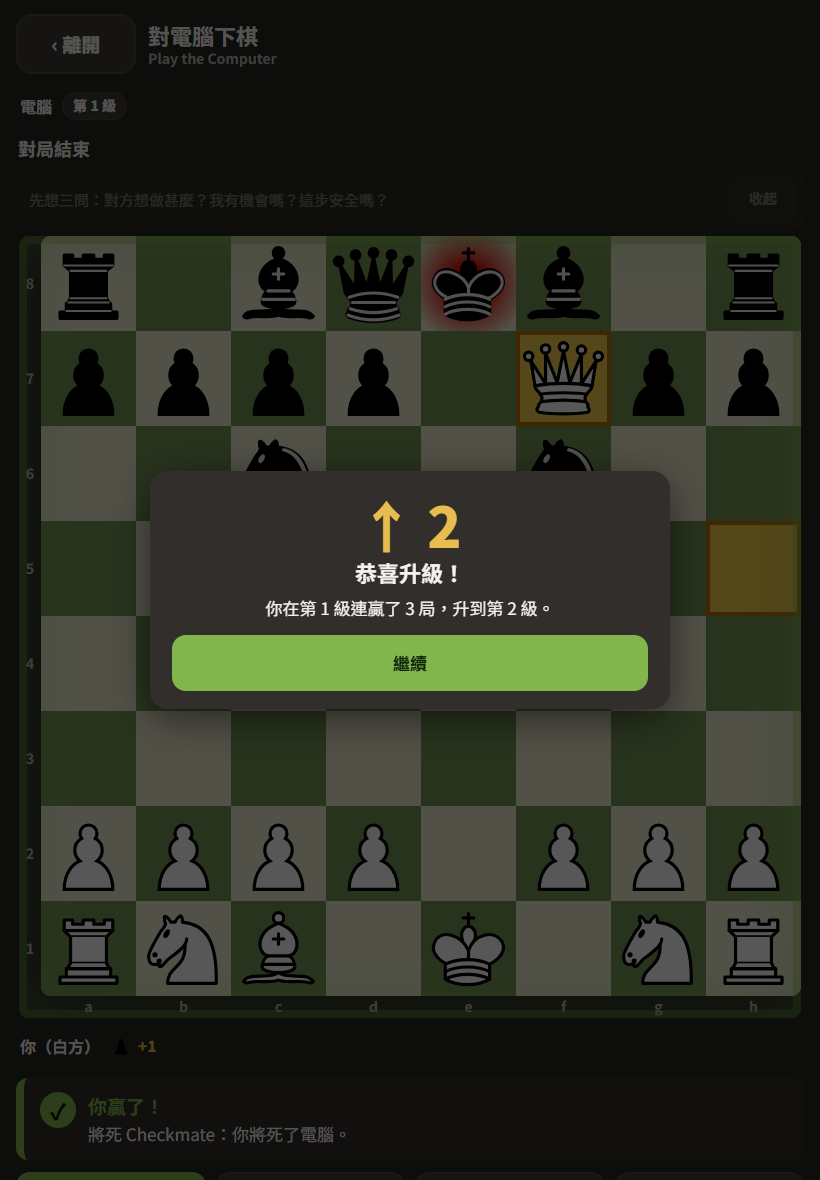 ‹ 離開
對電腦下棋
Play the Computer
電腦 第 1 級
對局結束
先想三問：對方想做甚麼？我有機會嗎？這步安全嗎？ 收起
8
7
6
↑ 2
恭喜升級！
你在第 1 級連贏了 3 局，升到第 2 級。
繼續
5
4
3
2
1
a b c d e f g h
你（白方） +1
✓ 你贏了！
將死 Checkmate：你將死了電腦。